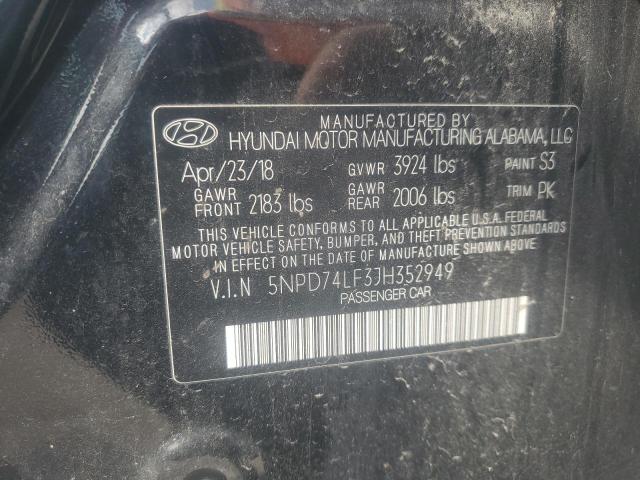 MANUFACTURED BY
HYUNDAI MOTOR MANUFACTURING ALABAMA, LLC
Apr/23/18 GVWR 3924 lbs PAINT S3
GAWR FRONT 2183 lbs GAWR REAR 2006 lbs TRIM PK
THIS VEHICLE CONFORMS TO ALL APPLICABLE U.S.A. FEDERAL
MOTOR VEHICLE SAFETY, BUMPER, AND THEFT PREVENTION STANDARDS
IN EFFECT ON THE DATE OF MANUFACTURE SHOWN ABOVE.
V.I.N 5NPD74LF3JH352949
PASSENGER CAR